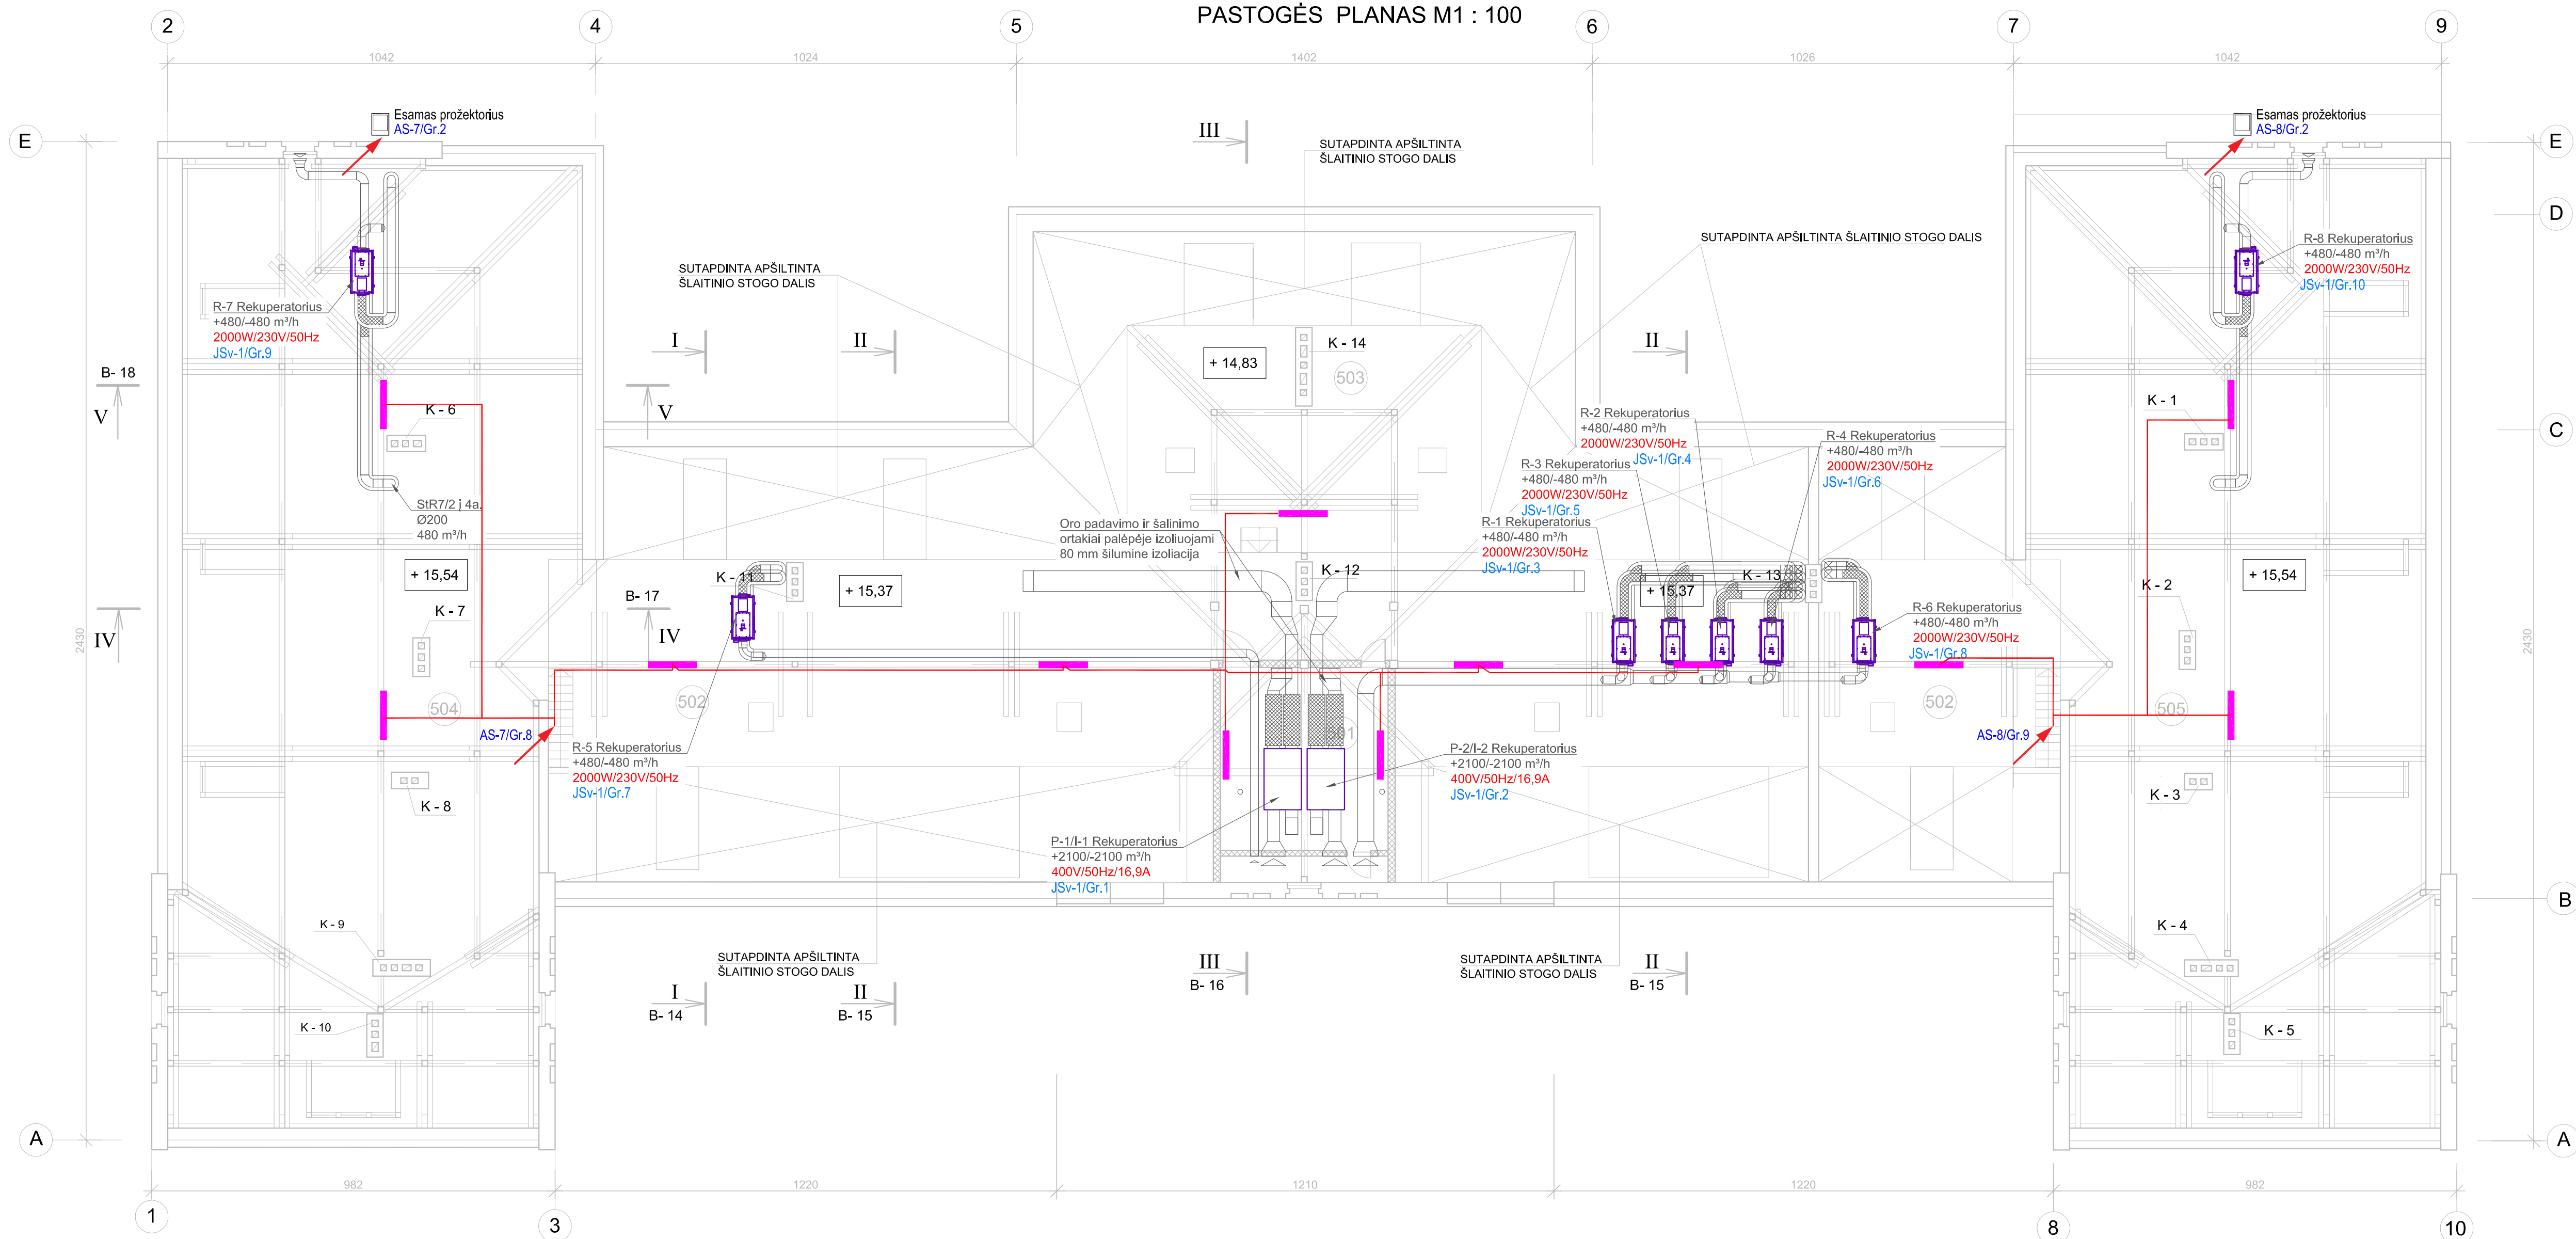 PASTOGĖS PLANAS M1 : 100
2
4
5
6
7
9
1042
1024
1402
1026
1042
E
Esamas prožektorius
AS-7/Gr.2
III
SUTAPDINTA APŠILTINTA
ŠLAITINIO STOGO DALIS
Esamas prožektorius
AS-8/Gr.2
E
D
SUTAPDINTA APŠILTINTA ŠLAITINIO STOGO DALIS
R-8 Rekuperatorius
+480/-480 m³/h
2000W/230V/50Hz
JSv-1/Gr.10
SUTAPDINTA APŠILTINTA
ŠLAITINIO STOGO DALIS
R-7 Rekuperatorius
+480/-480 m³/h
2000W/230V/50Hz
JSv-1/Gr.9
I
II
+ 14,83
K - 14
503
II
B- 18
V
V
K - 6
K - 1
C
R-2 Rekuperatorius
+480/-480 m³/h
2000W/230V/50Hz
JSv-1/Gr.4
R-4 Rekuperatorius
+480/-480 m³/h
2000W/230V/50Hz
JSv-1/Gr.6
R-3 Rekuperatorius
+480/-480 m³/h
2000W/230V/50Hz
JSv-1/Gr.5
StR7/2 į 4a.
Ø200
480 m³/h
Oro padavimo ir šalinimo
ortakiai palėpėje izoliuojami
80 mm šilumine izoliacija
R-1 Rekuperatorius
+480/-480 m³/h
2000W/230V/50Hz
JSv-1/Gr.3
+ 15,54
K - 11
+ 15,37
K - 12
+ 15,37
K - 13
+ 15,54
K - 2
K - 7
B- 17
IV
IV
2430
R-6 Rekuperatorius
+480/-480 m³/h
2000W/230V/50Hz
JSv-1/Gr.8
2430
504
502
502
505
501
AS-7/Gr.8
AS-8/Gr.9
R-5 Rekuperatorius
+480/-480 m³/h
2000W/230V/50Hz
JSv-1/Gr.7
P-2/I-2 Rekuperatorius
+2100/-2100 m³/h
400V/50Hz/16,9A
JSv-1/Gr.2
K - 8
K - 3
P-1/I-1 Rekuperatorius
+2100/-2100 m³/h
400V/50Hz/16,9A
JSv-1/Gr.1
B
K - 9
K - 4
SUTAPDINTA APŠILTINTA
ŠLAITINIO STOGO DALIS
III
B- 16
SUTAPDINTA APŠILTINTA
ŠLAITINIO STOGO DALIS
II
B- 15
I
B- 14
II
B- 15
K - 10
K - 5
A
A
982
1220
1210
1220
982
1
3
8
10